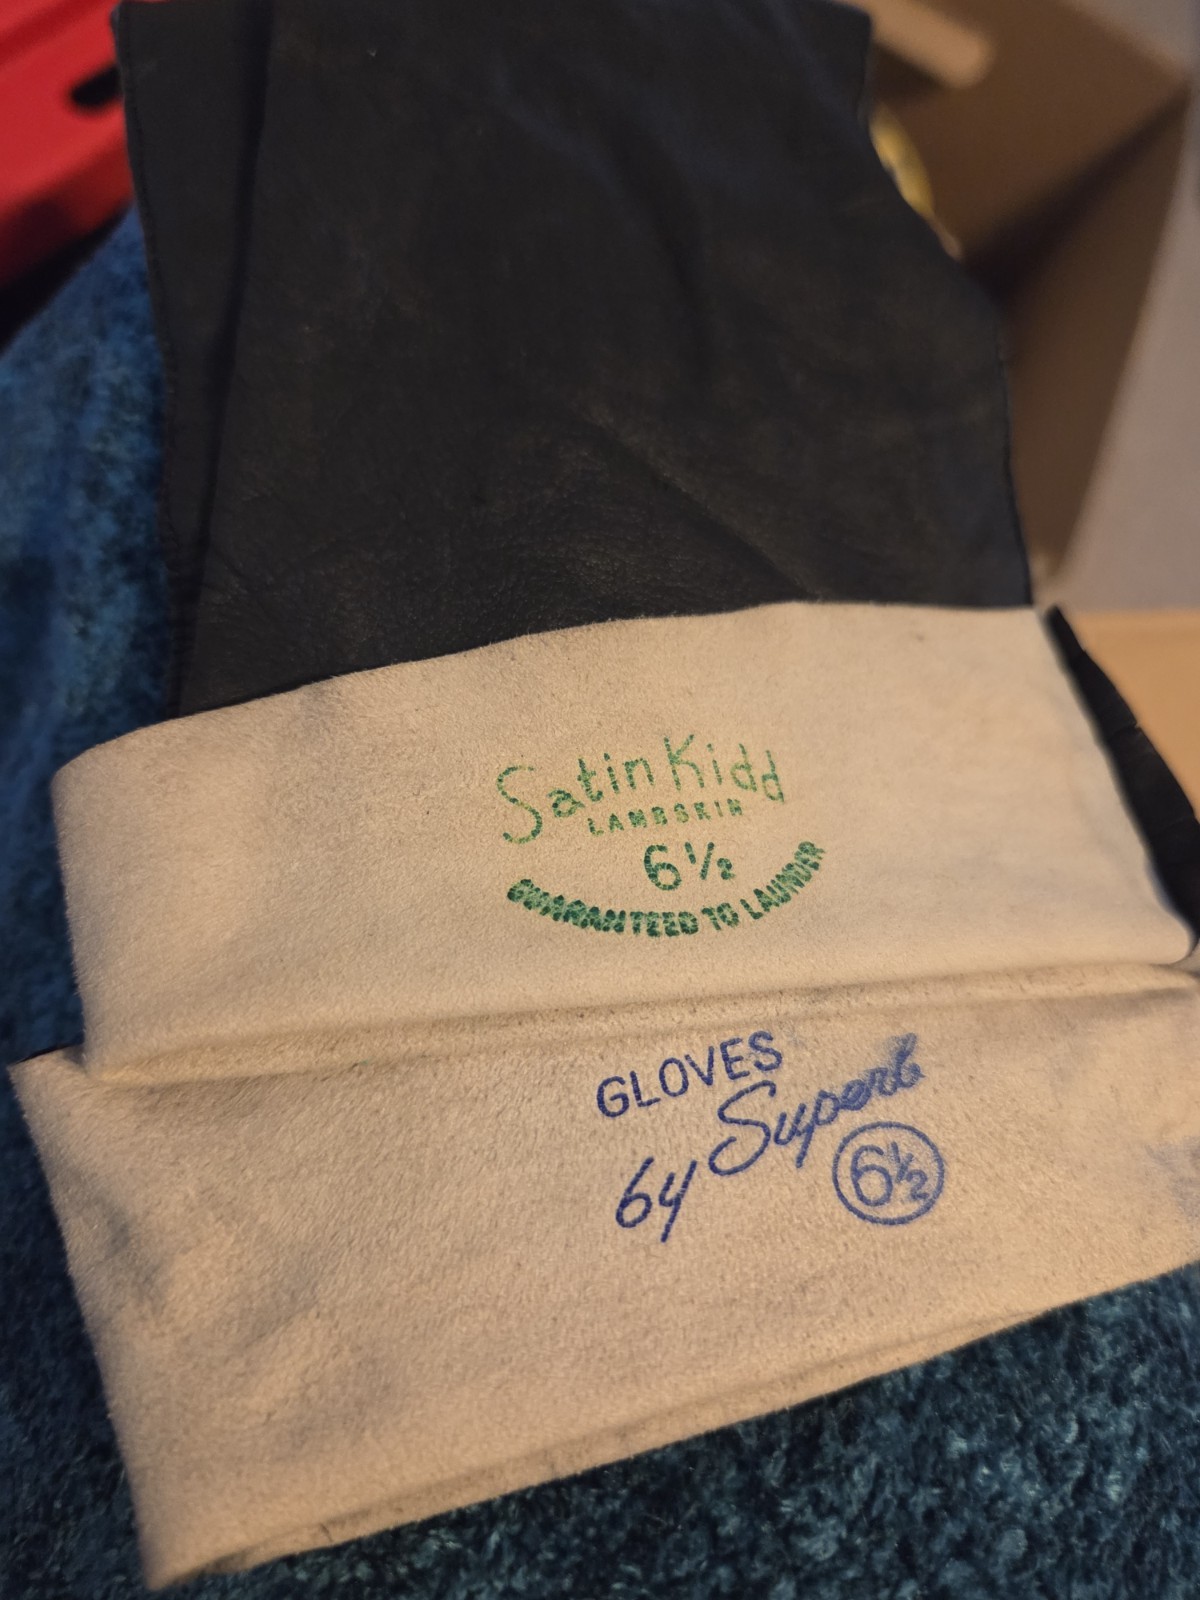 Satin Kidd
LAMBSKIN
6½
GUARANTEED TO LAUNDER
GLOVES
by Superb
6½